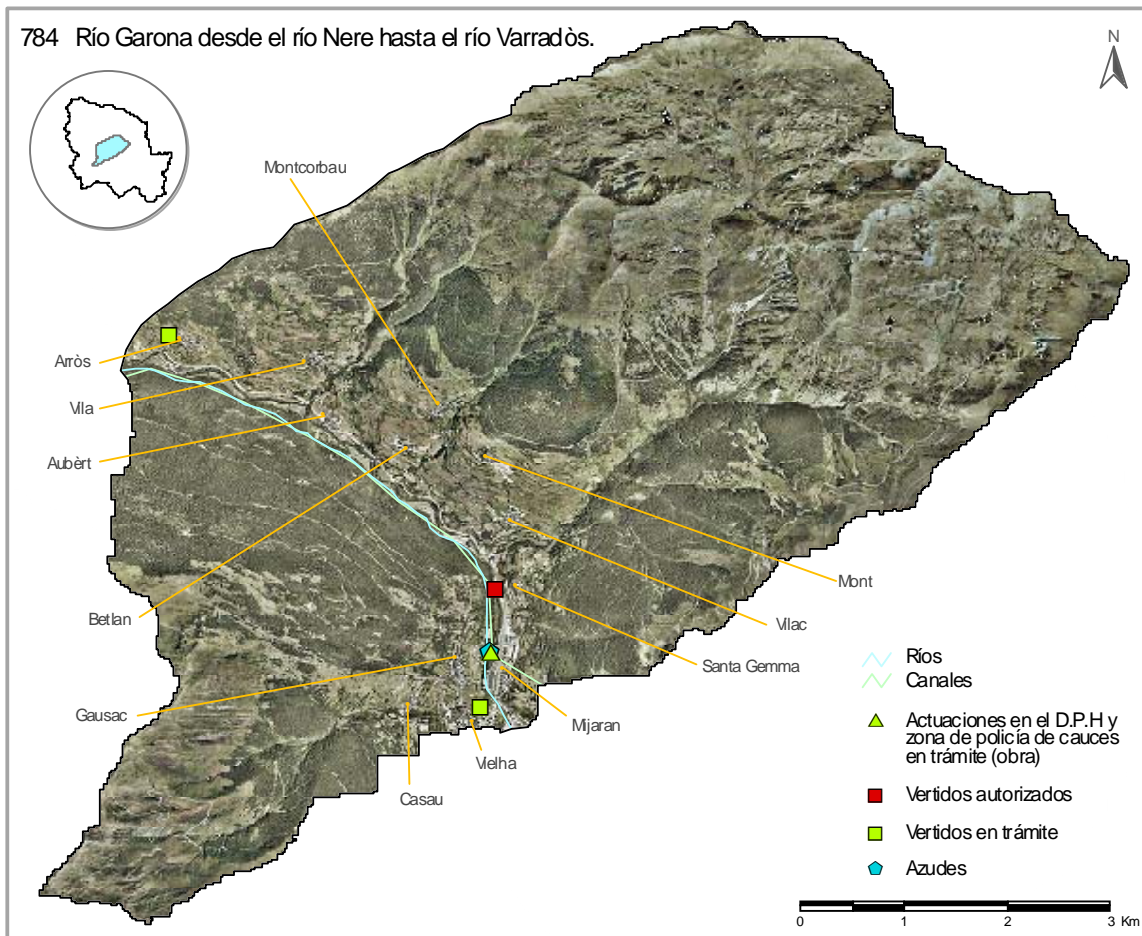 784 Río Garona desde el río Nere hasta el río Varradòs.
N
Montcorbau
Arròs
Vila
Aubèrt
Betlan
Gausac
Casau
Vielha
Mijaran
Santa Gemma
Vilac
Mont
Ríos
Canales
Actuaciones en el D.P.H y
zona de policía de cauces
en trámite (obra)
Vertidos autorizados
Vertidos en trámite
Azudes
0 1 2 3 Km